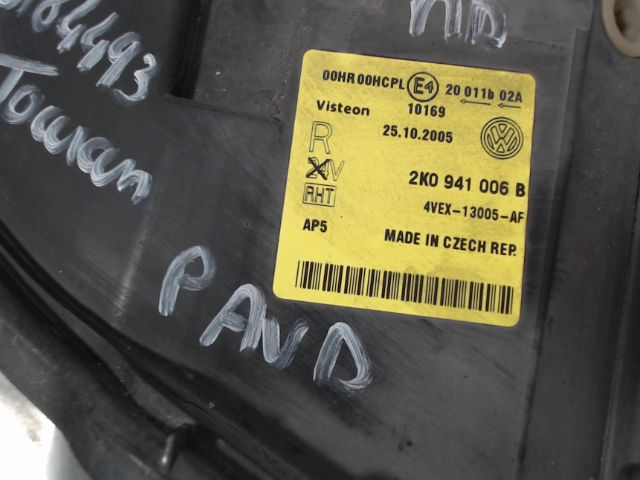 4493
Touran
00HR 00HCPL E4 20 011b 02A
Visteon 10169
R 25.10.2005
24V
2K0 941 006 B
RHT
4VEX-13005-AF
AP5
MADE IN CZECH REP.
PAND